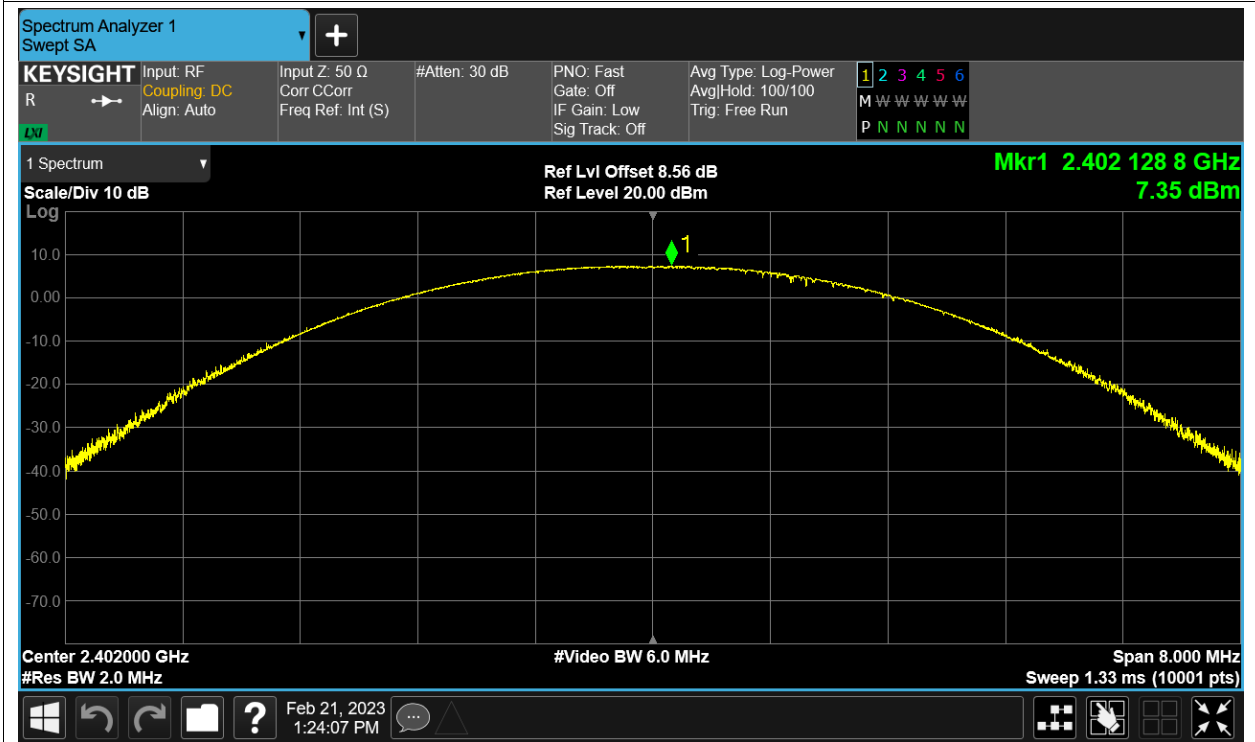 Spectrum Analyzer 1
Swept SA
+
KEYSIGHT
R
LXI
Input: RF
Coupling: DC
Align: Auto
Input Z: 50 Ω
Corr CCorr
Freq Ref: Int (S)
#Atten: 30 dB
PNO: Fast
Gate: Off
IF Gain: Low
Sig Track: Off
Avg Type: Log-Power
Avg|Hold: 100/100
Trig: Free Run
1 2 3 4 5 6
M W W W W W
P N N N N N
1 Spectrum
Scale/Div 10 dB
Log
Ref Lvl Offset 8.56 dB
Ref Level 20.00 dBm
Mkr1 2.402 128 8 GHz
7.35 dBm
1
10.0
0.00
-10.0
-20.0
-30.0
-40.0
-50.0
-60.0
-70.0
Center 2.402000 GHz
#Res BW 2.0 MHz
#Video BW 6.0 MHz
Span 8.000 MHz
Sweep 1.33 ms (10001 pts)
?
Feb 21, 2023
1:24:07 PM